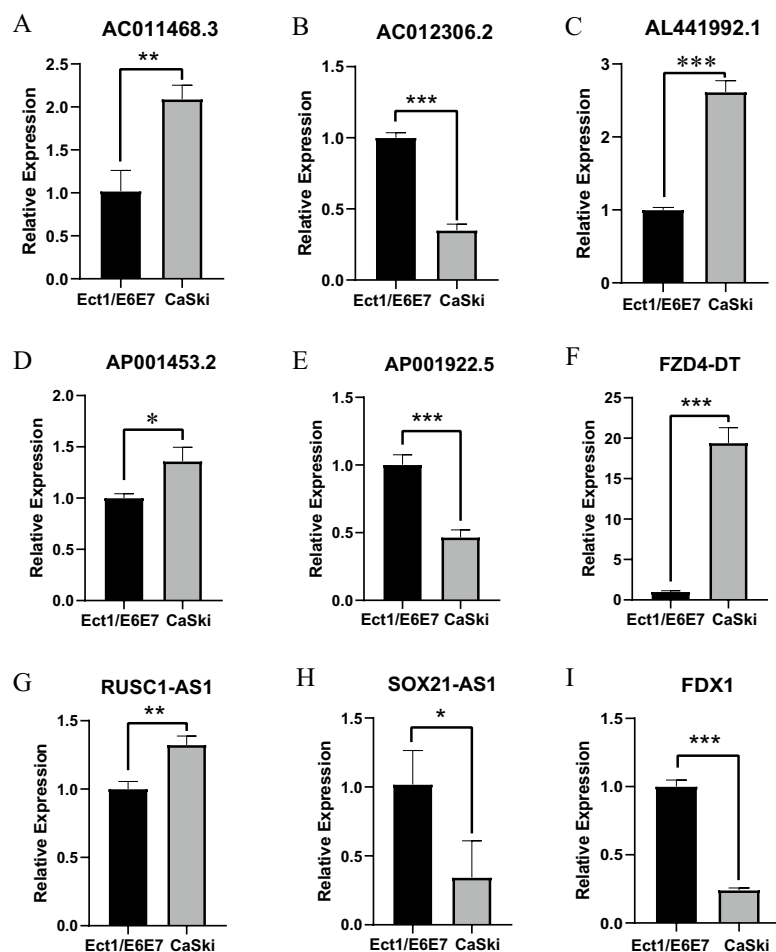 A
AC011468.3
**
Relative Expression
2.5
2.0
1.5
1.0
0.5
0.0
Ect1/E6E7 CaSki
B
AC012306.2
***
Relative Expression
1.5
1.0
0.5
0.0
Ect1/E6E7 CaSki
C
AL441992.1
***
Relative Expression
3
2
1
0
Ect1/E6E7 CaSki
D
AP001453.2
*
Relative Expression
2.0
1.5
1.0
0.5
0.0
Ect1/E6E7 CaSki
E
AP001922.5
***
Relative Expression
1.5
1.0
0.5
0.0
Ect1/E6E7 CaSki
F
FZD4-DT
***
Relative Expression
25
20
15
10
5
0
Ect1/E6E7 CaSki
G
RUSC1-AS1
**
Relative Expression
1.5
1.0
0.5
0.0
Ect1/E6E7 CaSki
H
SOX21-AS1
*
Relative Expression
1.5
1.0
0.5
0.0
Ect1/E6E7 CaSki
I
FDX1
***
Relative Expression
1.5
1.0
0.5
0.0
Ect1/E6E7 CaSki